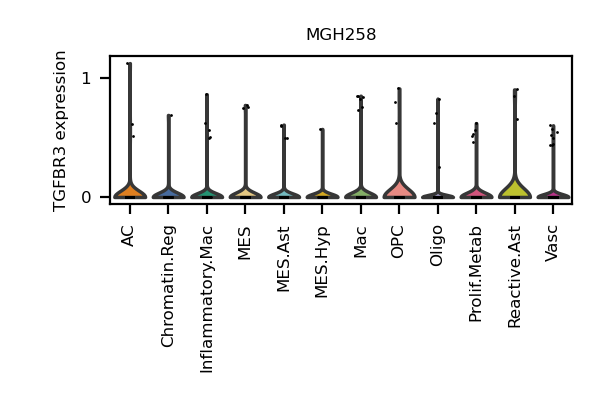 MGH258
TGFBR3 expression
1
0
AC
Chromatin.Reg
Inflammatory.Mac
MES
MES.Ast
MES.Hyp
Mac
OPC
Oligo
Prolif.Metab
Reactive.Ast
Vasc